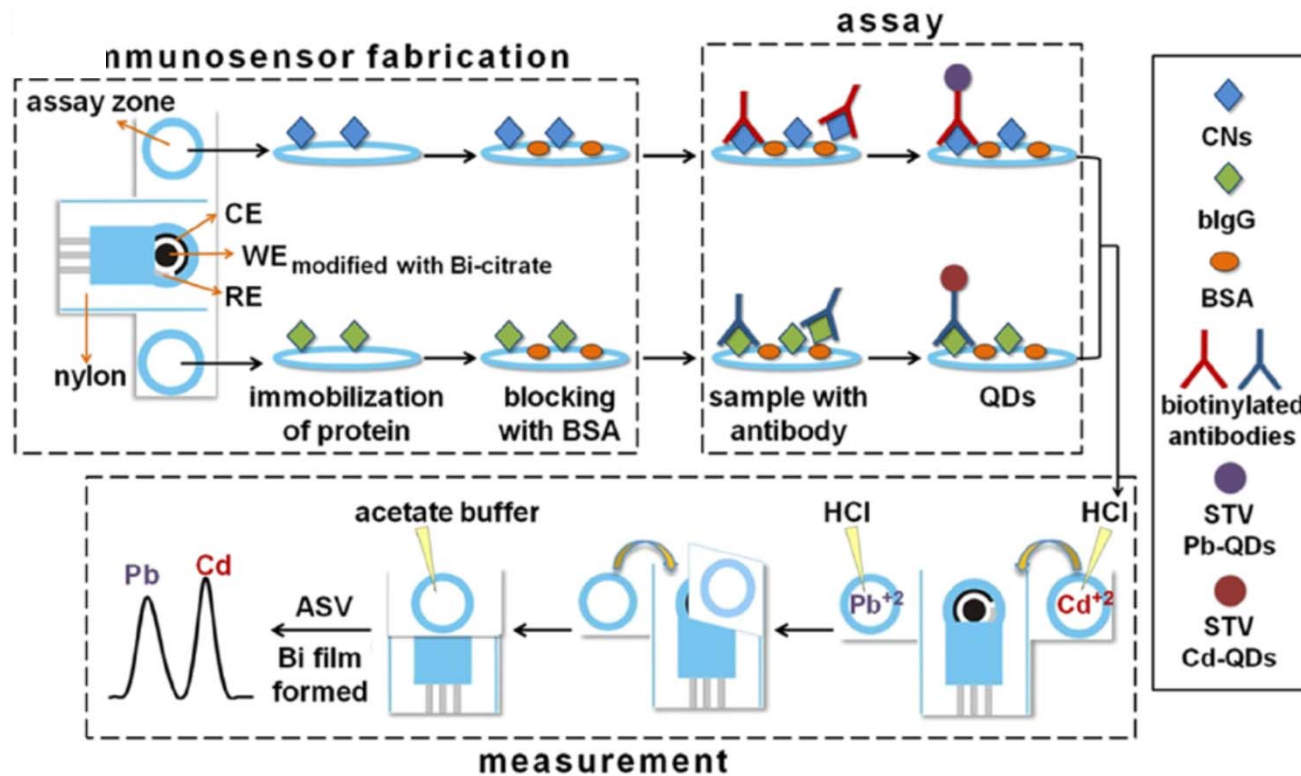 mmunosensor fabrication
assay
assay zone
CE
WE modified with Bi-citrate
RE
nylon
immobilization
of protein
blocking
with BSA
sample with
antibody
QDs
CNs
bIgG
BSA
biotinylated
antibodies
STV
Pb-QDs
STV
Cd-QDs
acetate buffer
HCl
HCl
Pb+2
Cd+2
Pb
Cd
ASV
Bi film
formed
measurement